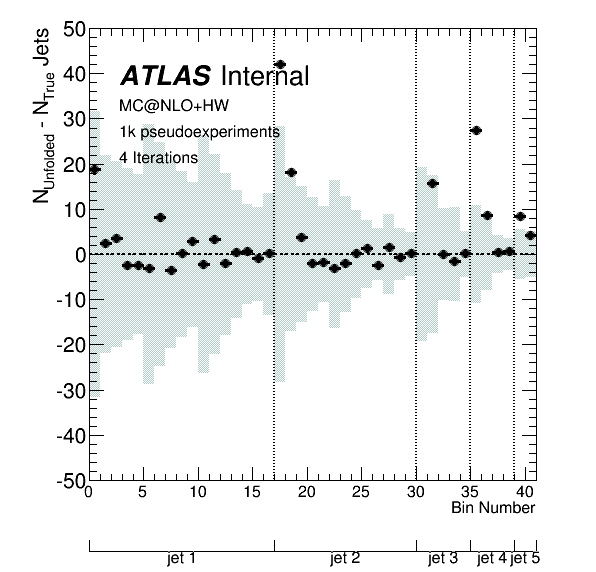 N_Unfolded - N_True Jets
50
40
30
20
10
0
-10
-20
-30
-40
-50
ATLAS Internal
MC@NLO+HW
1k pseudoexperiments
4 Iterations
0 5 10 15 20 25 30 35 40
Bin Number
jet 1 jet 2 jet 3 jet 4 jet 5